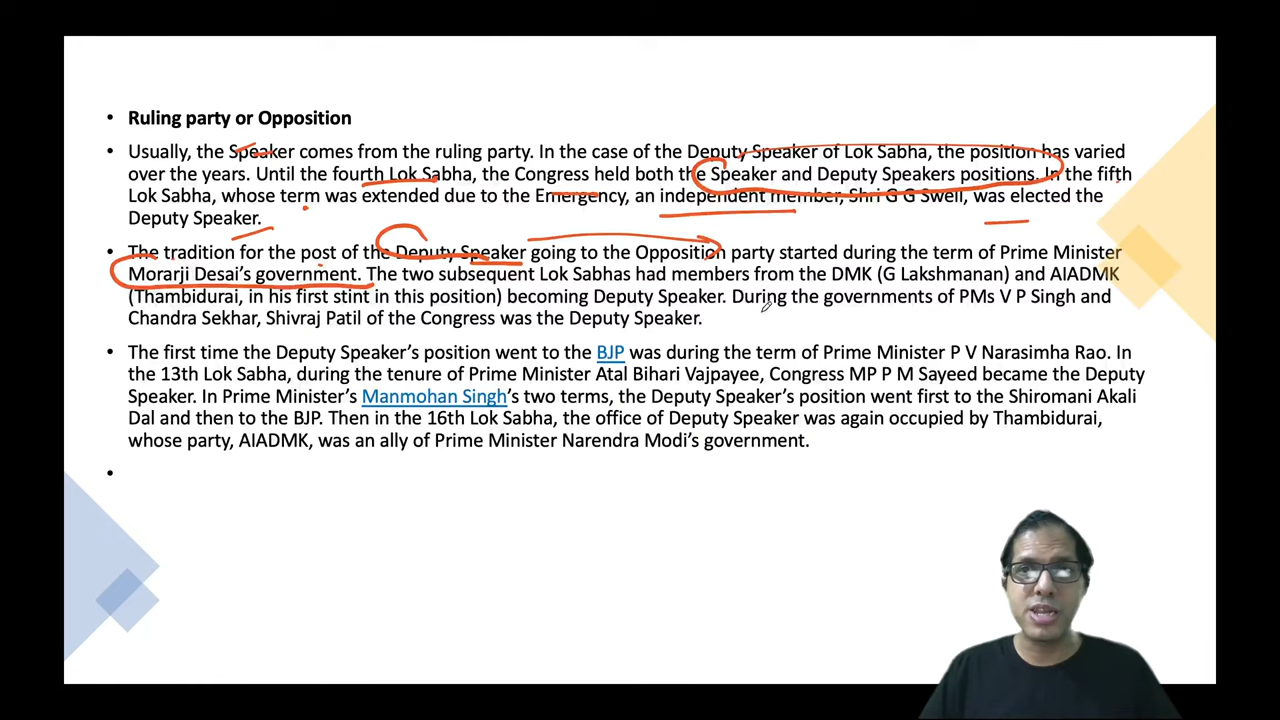 • Ruling party or Opposition
• Usually, the Speaker comes from the ruling party. In the case of the Deputy Speaker of Lok Sabha, the position has varied
over the years. Until the fourth Lok Sabha, the Congress held both the Speaker and Deputy Speakers positions. In the fifth
Lok Sabha, whose term was extended due to the Emergency, an independent member, Shri G G Swell, was elected the
Deputy Speaker.
• The tradition for the post of the Deputy Speaker going to the Opposition party started during the term of Prime Minister
Morarji Desai’s government. The two subsequent Lok Sabhas had members from the DMK (G Lakshmanan) and AIADMK
(Thambidurai, in his first stint in this position) becoming Deputy Speaker. During the governments of PMs V P Singh and
Chandra Sekhar, Shivraj Patil of the Congress was the Deputy Speaker.
• The first time the Deputy Speaker’s position went to the BJP was during the term of Prime Minister P V Narasimha Rao. In
the 13th Lok Sabha, during the tenure of Prime Minister Atal Bihari Vajpayee, Congress MP P M Sayeed became the Deputy
Speaker. In Prime Minister’s Manmohan Singh’s two terms, the Deputy Speaker’s position went first to the Shiromani Akali
Dal and then to the BJP. Then in the 16th Lok Sabha, the office of Deputy Speaker was again occupied by Thambidurai,
whose party, AIADMK, was an ally of Prime Minister Narendra Modi’s government.
•